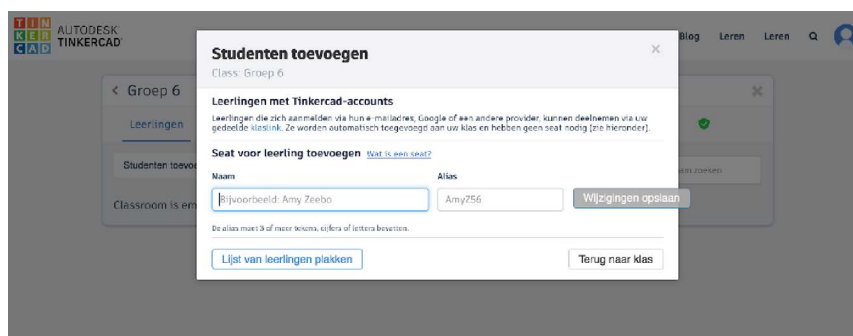 TIN
KER
CAD
AUTODESK
TINKERCAD
Blog Leren Leren
Groep 6
Leerlingen
Studenten toevoe
Classroom is em
am zoeken
Studenten toevoegen
Class: Groep 6
Leerlingen met Tinkercad-accounts
Leerlingen die zich aanmelden via hun e-mailadres, Google of een andere provider, kunnen deelnemen via uw
gedeelde klaslink. Ze worden automatisch toegevoegd aan uw klas en hebben geen seat nodig (zie hieronder).
Seat voor leerling toevoegen Wat is een seat?
Naam Alias
Bijvoorbeeld: Amy Zeebo AmyZ56 Wijzigingen opslaan
De alias moet 3 of meer tekens, cijfers of letters bevatten.
Lijst van leerlingen plakken Terug naar klas